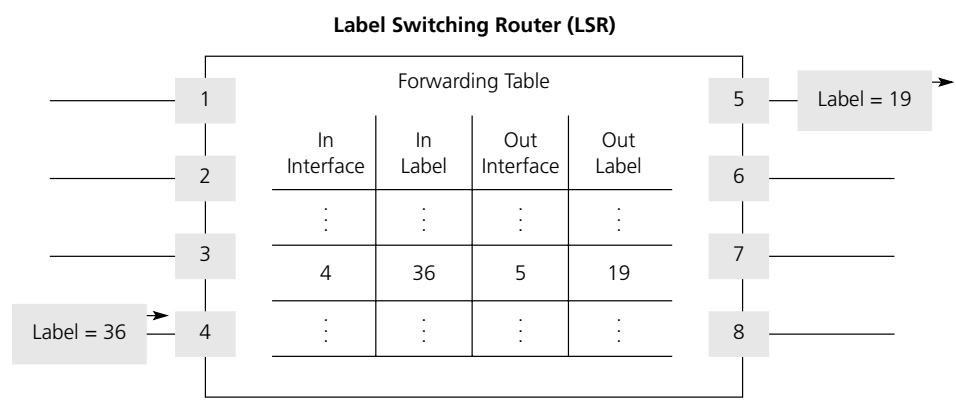 Label Switching Router (LSR)
Forwarding Table
1
5
Label = 19
In
Interface
In
Label
Out
Interface
Out
Label
2
6
3
7
4
36
5
19
Label = 36
4
8